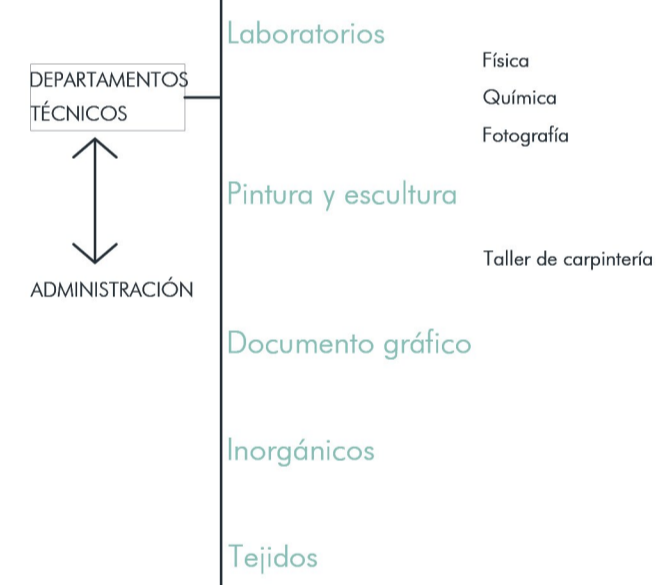 Laboratorios
Física
DEPARTAMENTOS
Química
TÉCNICOS
Fotografía
Pintura y escultura
Taller de carpintería
ADMINISTRACIÓN
Documento gráfico
Inorgánicos
Tejidos